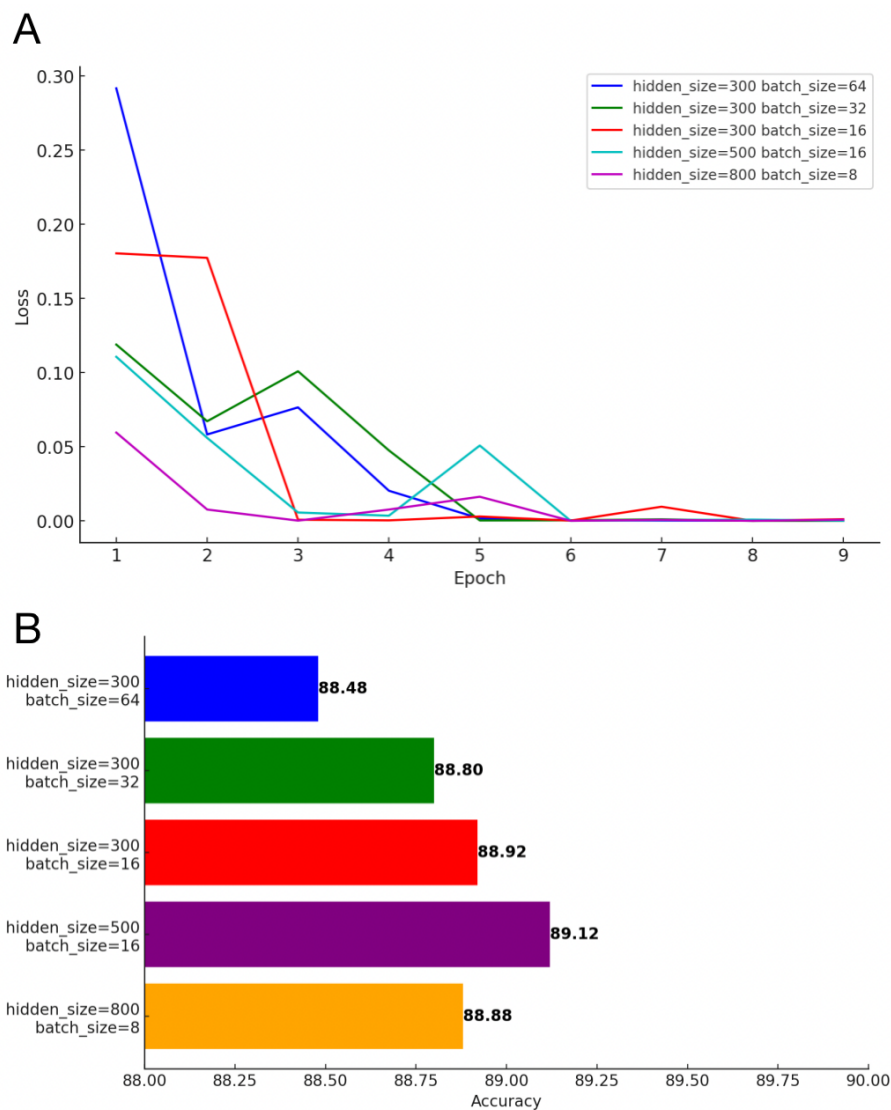 A
0.30
0.25
0.20
0.15
0.10
0.05
0.00
Loss
hidden_size=300 batch_size=64
hidden_size=300 batch_size=32
hidden_size=300 batch_size=16
hidden_size=500 batch_size=16
hidden_size=800 batch_size=8
1 2 3 4 5 6 7 8 9
Epoch
B
hidden_size=300
batch_size=64
88.48
hidden_size=300
batch_size=32
88.80
hidden_size=300
batch_size=16
88.92
hidden_size=500
batch_size=16
89.12
hidden_size=800
batch_size=8
88.88
88.00 88.25 88.50 88.75 89.00 89.25 89.50 89.75 90.00
Accuracy